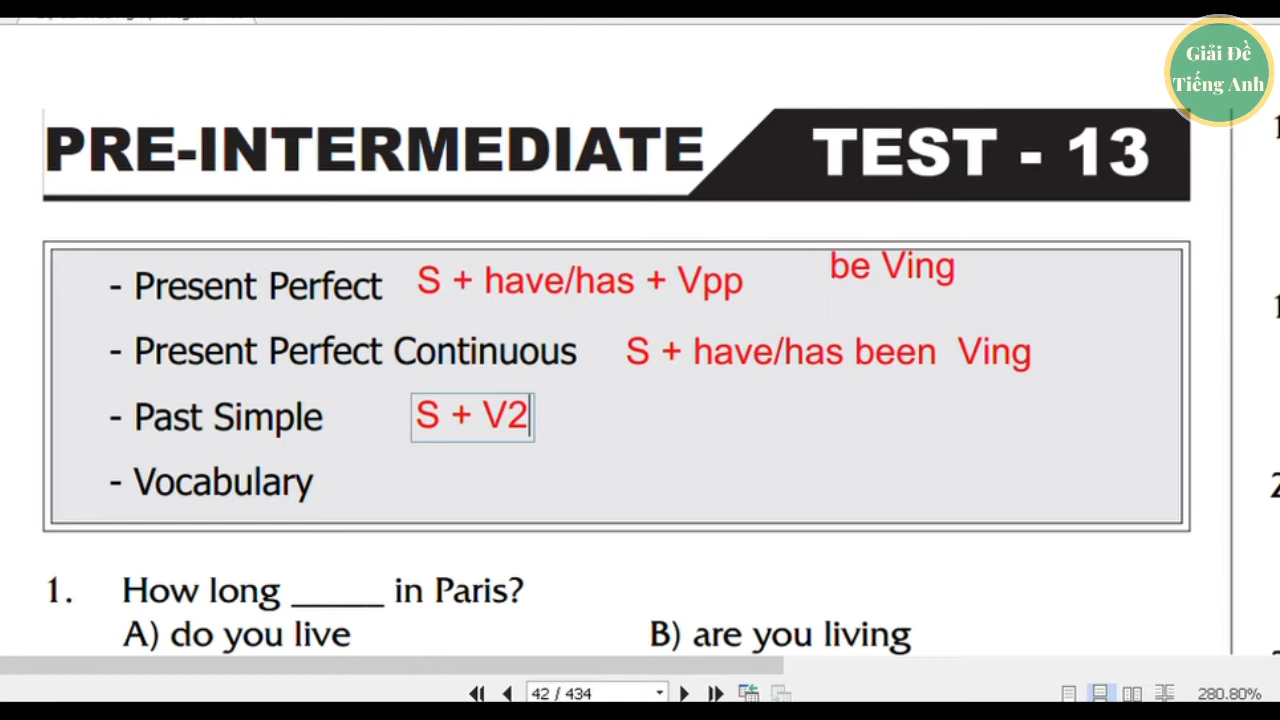 Giải Đề
Tiếng Anh
PRE-INTERMEDIATE TEST - 13
- Present Perfect S + have/has + Vpp be Ving
- Present Perfect Continuous S + have/has been Ving
- Past Simple S + V2
- Vocabulary
1. How long _____ in Paris?
A) do you live B) are you living
42 / 434
280.80%